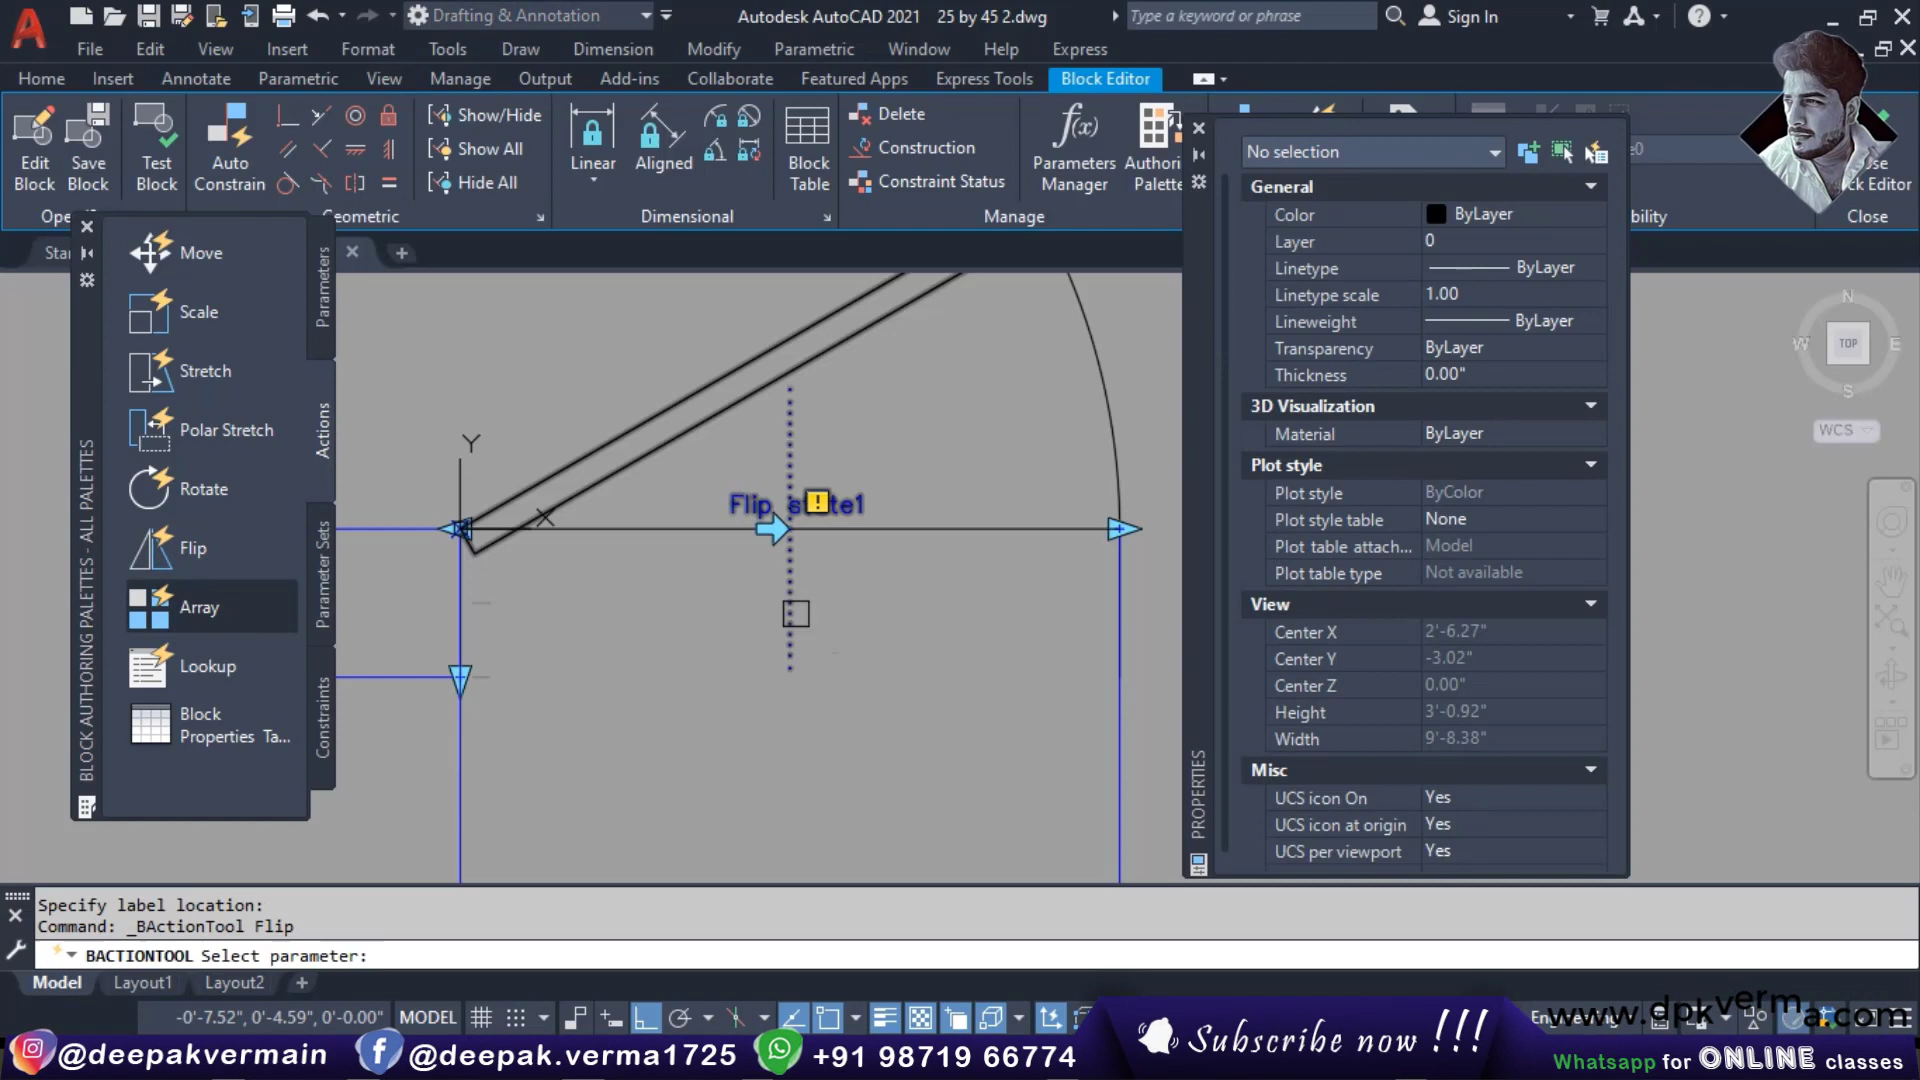 Drafting & Annotation
Autodesk AutoCAD 2021 25 by 45 2.dwg
Type a keyword or phrase
Sign In
File Edit View Insert Format Tools Draw Dimension Modify Parametric Window Help Express
Home Insert Annotate Parametric View Manage Output Add-ins Collaborate Featured Apps Express Tools Block Editor
Edit Block
Save Block
Test Block
Auto Constrain
Show/Hide
Show All
Hide All
Geometric
Linear
Aligned
Block Table
Dimensional
Delete
Construction
Constraint Status
Parameters Manager
Manage
Close
BLOCK AUTHORING PALETTES - ALL PALETTES
Move
Scale
Stretch
Polar Stretch
Rotate
Flip
Array
Lookup
Block Properties Ta...
Parameters
Actions
Parameter Sets
Constraints
Y
PROPERTIES
No selection
General
Color ByLayer
Layer 0
Linetype ByLayer
Linetype scale 1.00
Lineweight ByLayer
Transparency ByLayer
Thickness 0.00"
3D Visualization
Material ByLayer
Plot style
Plot style ByColor
Plot style table None
Plot table attach... Model
Plot table type Not available
View
Center X 2'-6.27"
Center Y -3.02"
Center Z 0.00"
Height 3'-0.92"
Width 9'-8.38"
Misc
UCS icon On Yes
UCS icon at origin Yes
UCS per viewport Yes
N
W TOP E
S
WCS
Specify label location:
Command: _BActionTool Flip
BACTIONTOOL Select parameter:
Model Layout1 Layout2
-0'-7.52", 0'-4.59", 0'-0.00" MODEL
www.dpkverma.com
@deepakvermain
@deepak.verma1725
+91 98719 66774
Subscribe now !!!
Whatsapp for ONLINE classes